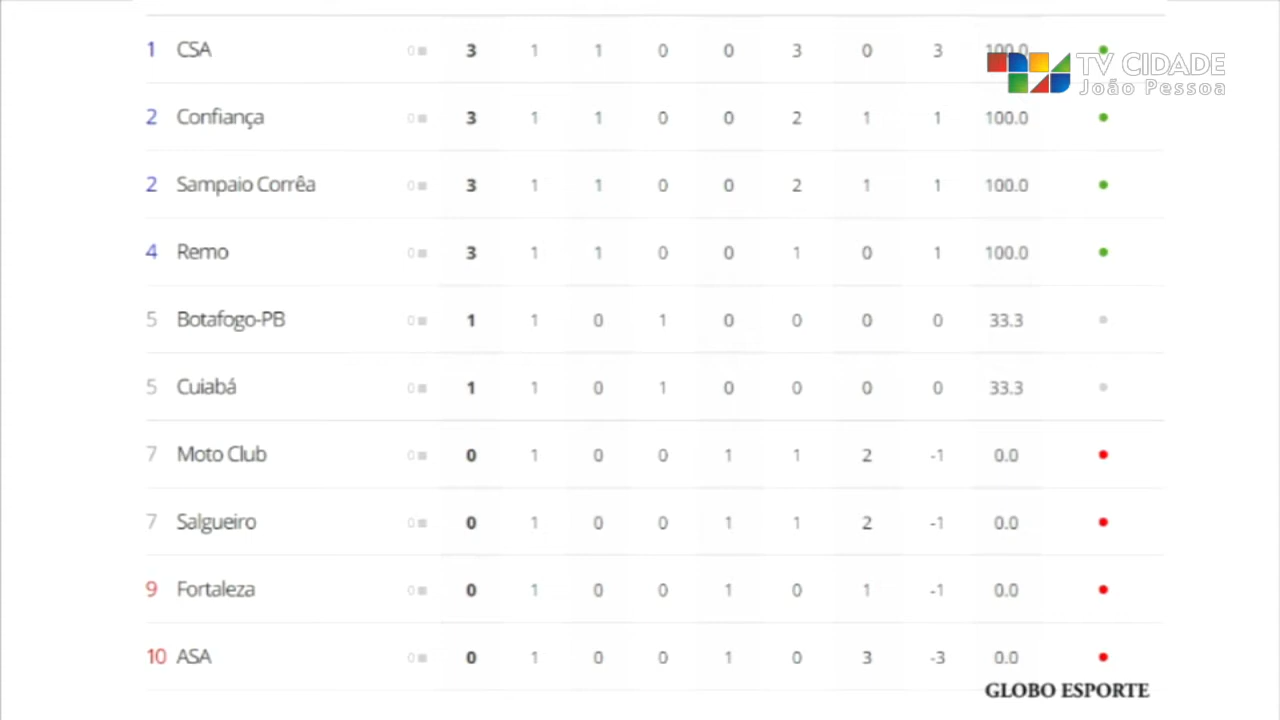 1 CSA 0 3 1 1 0 0 3 0 3 100.0
TV CIDADE
João Pessoa
2 Confiança 0 3 1 1 0 0 2 1 1 100.0
2 Sampaio Corrêa 0 3 1 1 0 0 2 1 1 100.0
4 Remo 0 3 1 1 0 0 1 0 1 100.0
5 Botafogo-PB 0 1 1 0 1 0 0 0 0 33.3
5 Cuiabá 0 1 1 0 1 0 0 0 0 33.3
7 Moto Club 0 0 1 0 0 1 1 2 -1 0.0
7 Salgueiro 0 0 1 0 0 1 1 2 -1 0.0
9 Fortaleza 0 0 1 0 0 1 0 1 -1 0.0
10 ASA 0 0 1 0 0 1 0 3 -3 0.0
GLOBO ESPORTE